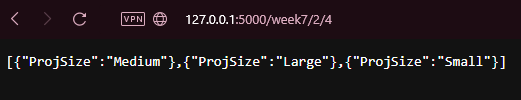 VPN 127.0.0.1:5000/week7/2/4
[{"ProjSize":"Medium"},{"ProjSize":"Large"},{"ProjSize":"Small"}]